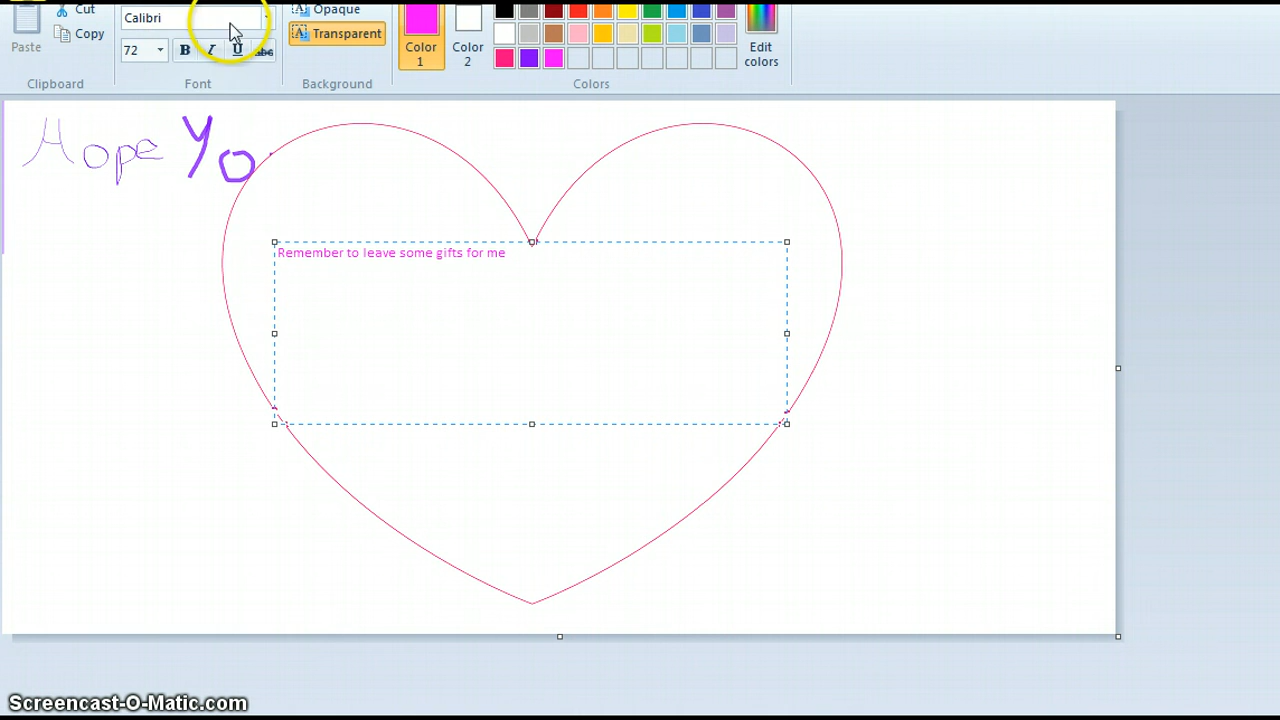 Calibri
Opaque
Cut
Paste
Copy
72
B I U abc
A Transparent
Color 1
Color 2
Edit colors
Clipboard
Font
Background
Colors
Hope Yo
Remember to leave some gifts for me
Screencast-O-Matic.com